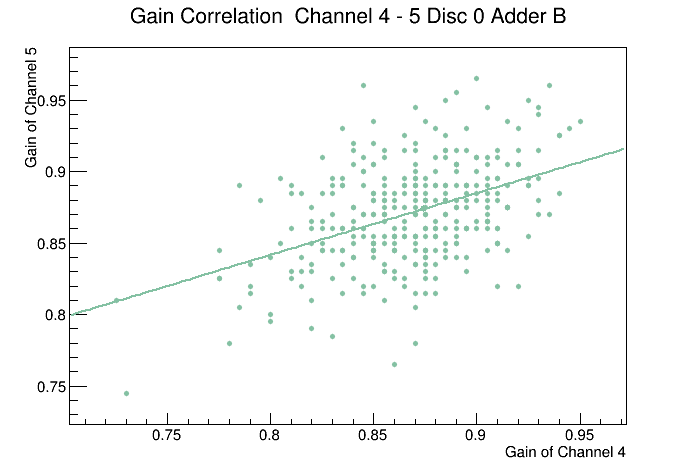 Gain Correlation  Channel 4 - 5 Disc 0 Adder B
Gain of Channel 5
0.95
0.9
0.85
0.8
0.75
0.75 0.8 0.85 0.9 0.95
Gain of Channel 4